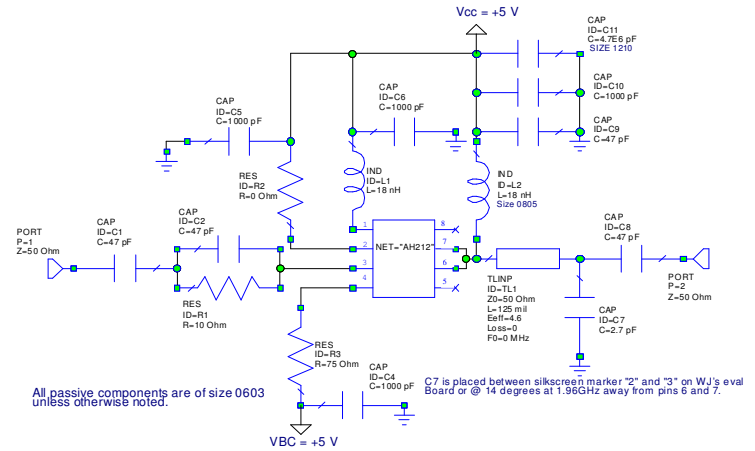 Vcc = +5 V
CAP
ID=C11
C=4.7E6 pF
SIZE 1210
CAP
ID=C10
C=1000 pF
CAP
ID=C9
C=47 pF
CAP
ID=C5
C=1000 pF
CAP
ID=C6
C=1000 pF
RES
ID=R2
R=0 Ohm
IND
ID=L1
L=18 nH
IND
ID=L2
L=18 nH
Size 0805
PORT
P=1
Z=50 Ohm
CAP
ID=C1
C=47 pF
CAP
ID=C2
C=47 pF
RES
ID=R1
R=10 Ohm
1
2
3
4
NET="AH212"
8
7
6
5
TLINP
ID=TL1
Z0=50 Ohm
L=125 mil
Eeff=4.6
Loss=0
F0=0 MHz
CAP
ID=C8
C=47 pF
PORT
P=2
Z=50 Ohm
CAP
ID=C7
C=2.7 pF
RES
ID=R3
R=75 Ohm
CAP
ID=C4
C=1000 pF
VBC = +5 V
All passive components are of size 0603
unless otherwise noted.
C7 is placed between silkscreen marker "2" and "3" on WJ's eval
Board or @ 14 degrees at 1.96GHz away from pins 6 and 7.